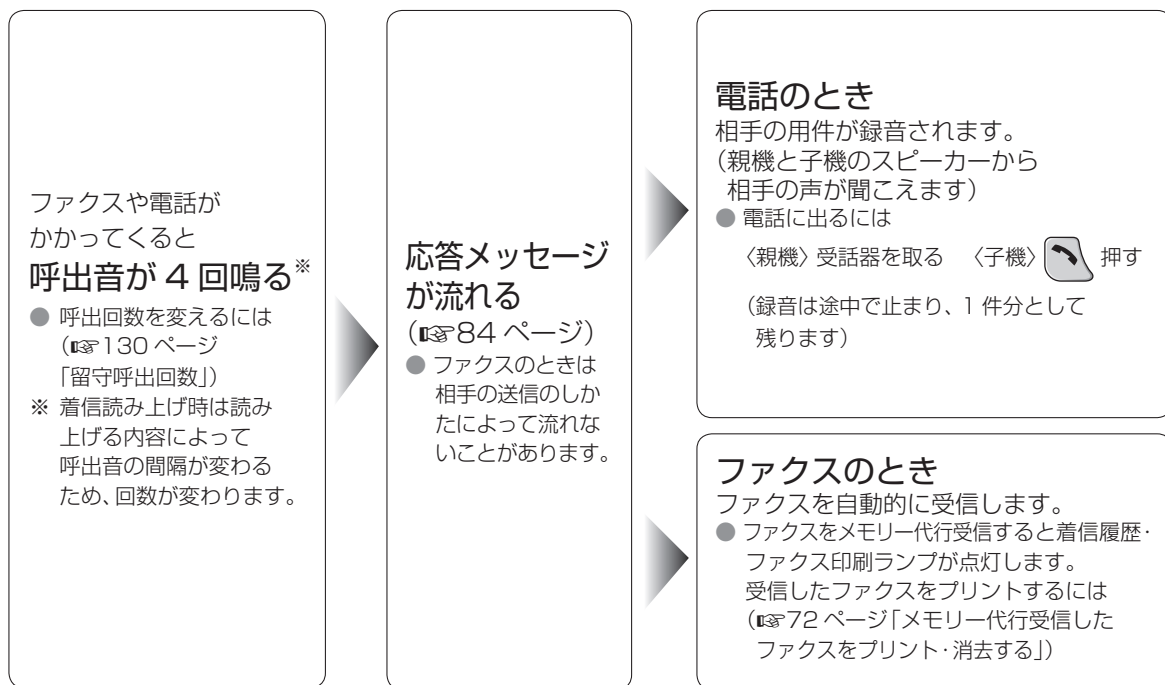 ファクスや電話が
かかってくると
呼出音が 4 回鳴る※
● 呼出回数を変えるには
(☞130 ページ
「留守呼出回数」)
※ 着信読み上げ時は読み
上げる内容によって
呼出音の間隔が変わる
ため、回数が変わります。
応答メッセージ
が流れる
(☞84 ページ)
● ファクスのときは
相手の送信のしか
たによって流れな
いことがあります。
電話のとき
相手の用件が録音されます。
(親機と子機のスピーカーから
相手の声が聞こえます)
● 電話に出るには
〈親機〉 受話器を取る 〈子機〉 押す
(録音は途中で止まり、1 件分として
残ります)
ファクスのとき
ファクスを自動的に受信します。
● ファクスをメモリー代行受信すると着信履歴・
ファクス印刷ランプが点灯します。
受信したファクスをプリントするには
(☞72 ページ「メモリー代行受信した
ファクスをプリント・消去する」)